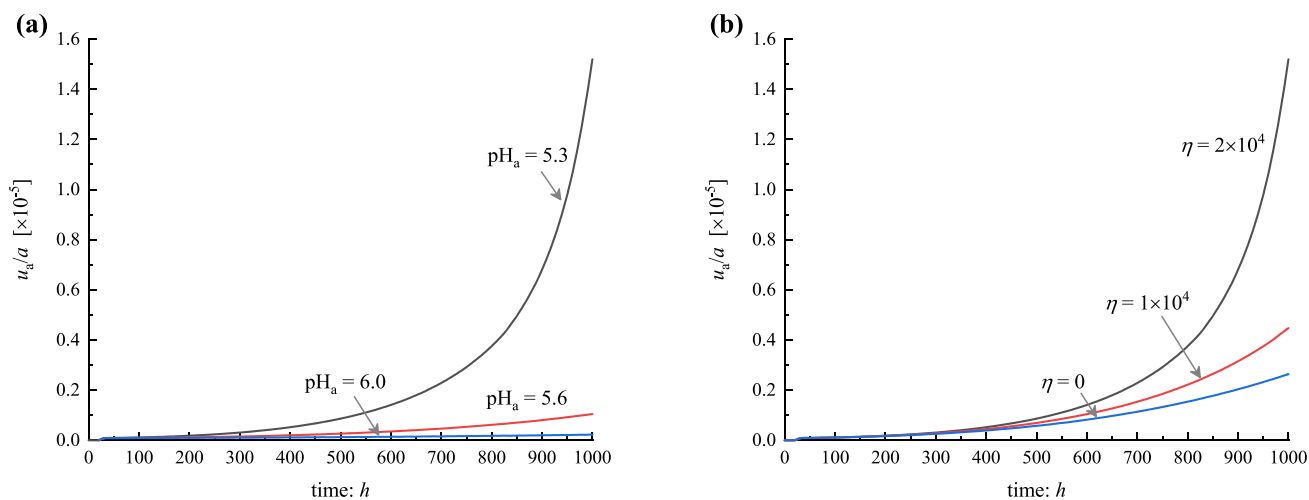 (a)
1.6
1.4
1.2
1.0
0.8
0.6
0.4
0.2
0.0
u_a/a [×10^-5]
pH_a = 5.3
pH_a = 6.0
pH_a = 5.6
0 100 200 300 400 500 600 700 800 900 1000
time: h
(b)
1.6
1.4
1.2
1.0
0.8
0.6
0.4
0.2
0.0
u_a/a [×10^-5]
η = 2×10^4
η = 1×10^4
η = 0
0 100 200 300 400 500 600 700 800 900 1000
time: h